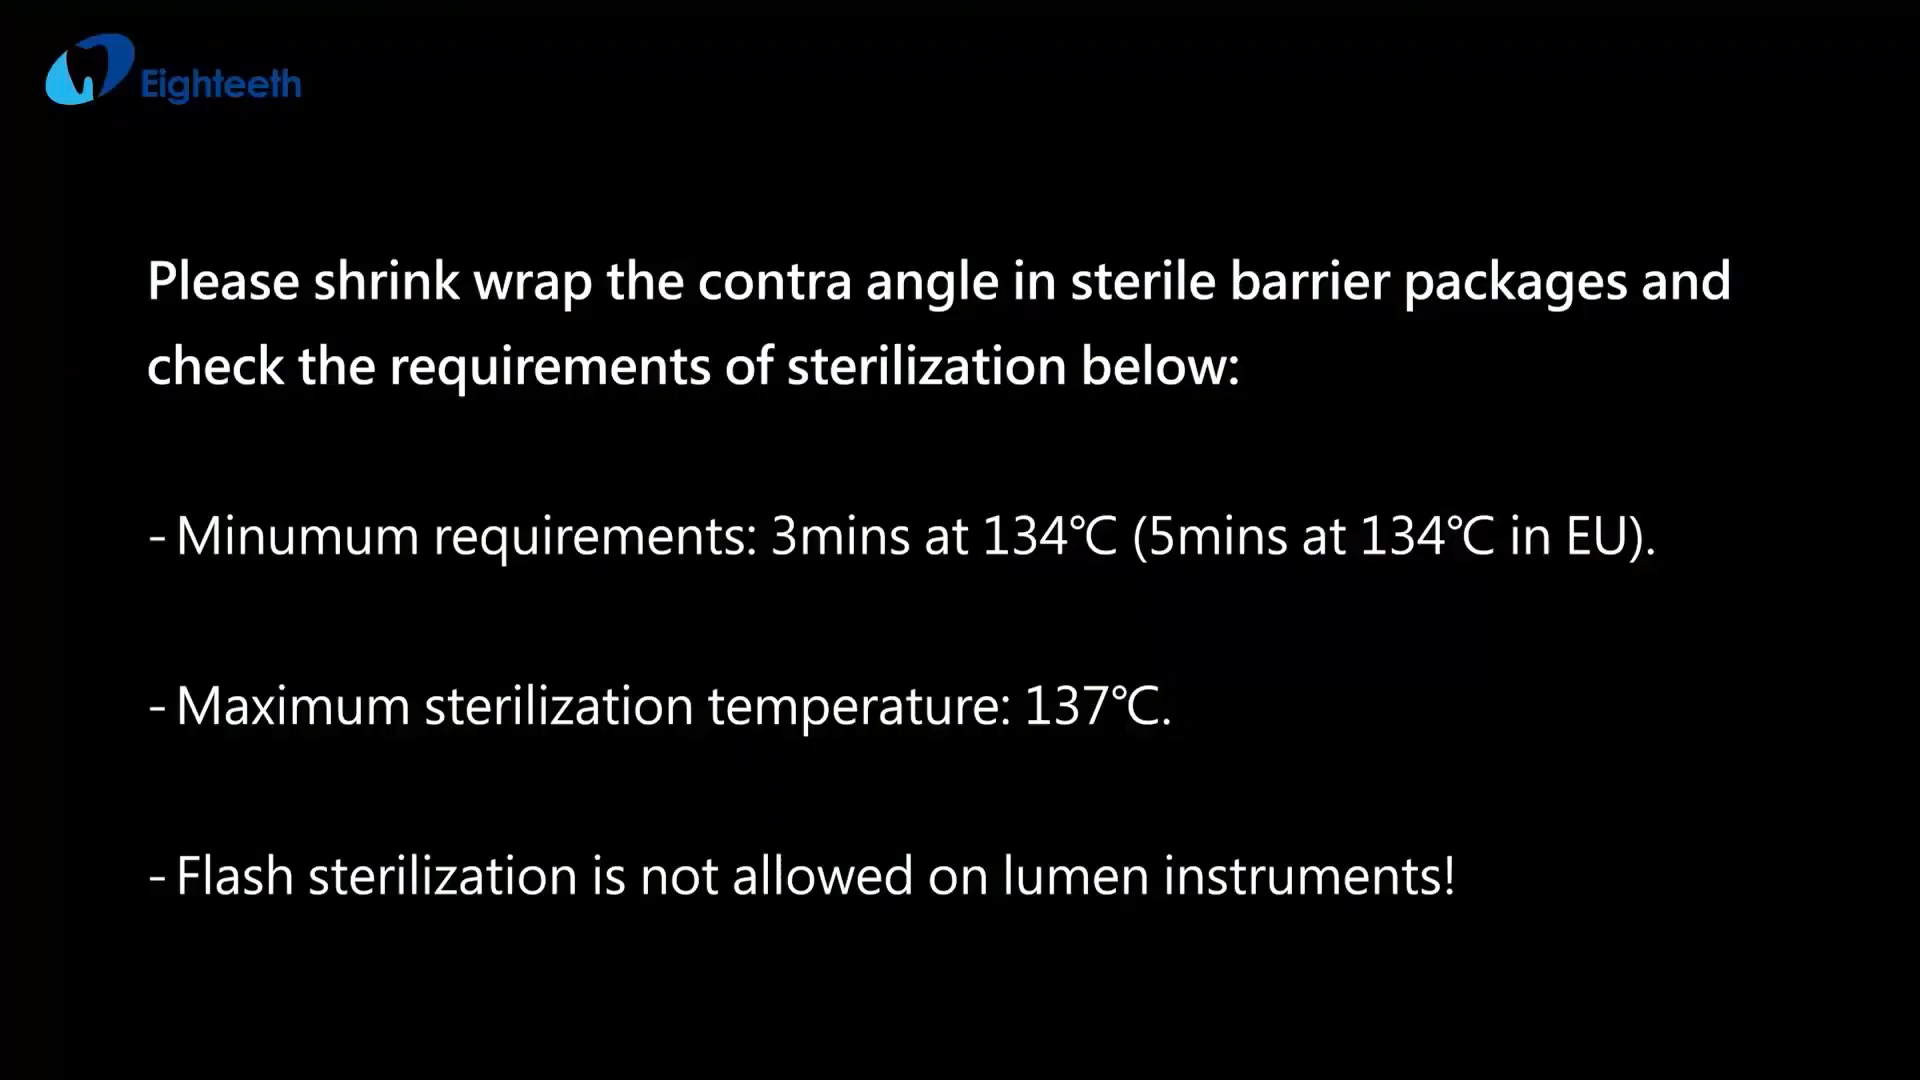 Eighteeth
Please shrink wrap the contra angle in sterile barrier packages and
check the requirements of sterilization below:
- Minumum requirements: 3mins at 134℃ (5mins at 134℃ in EU).
- Maximum sterilization temperature: 137℃.
- Flash sterilization is not allowed on lumen instruments!